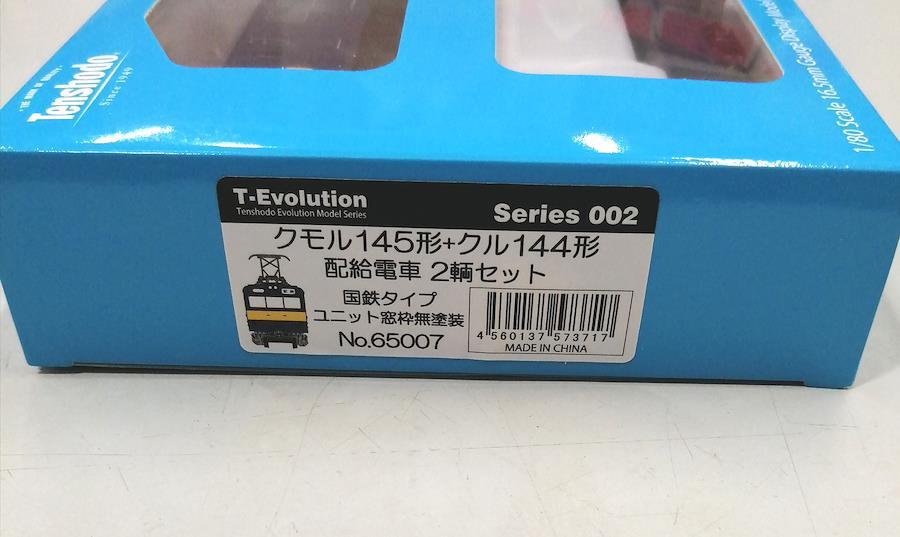 Tenshodo
Since 1949
1/80 Scale 16.5mm Gauge Display Model
T-Evolution
Tenshodo Evolution Model Series
Series 002
クモル145形+クル144形
配給電車 2輌セット
国鉄タイプ
ユニット窓枠無塗装
No.65007
4 560137 573717
MADE IN CHINA